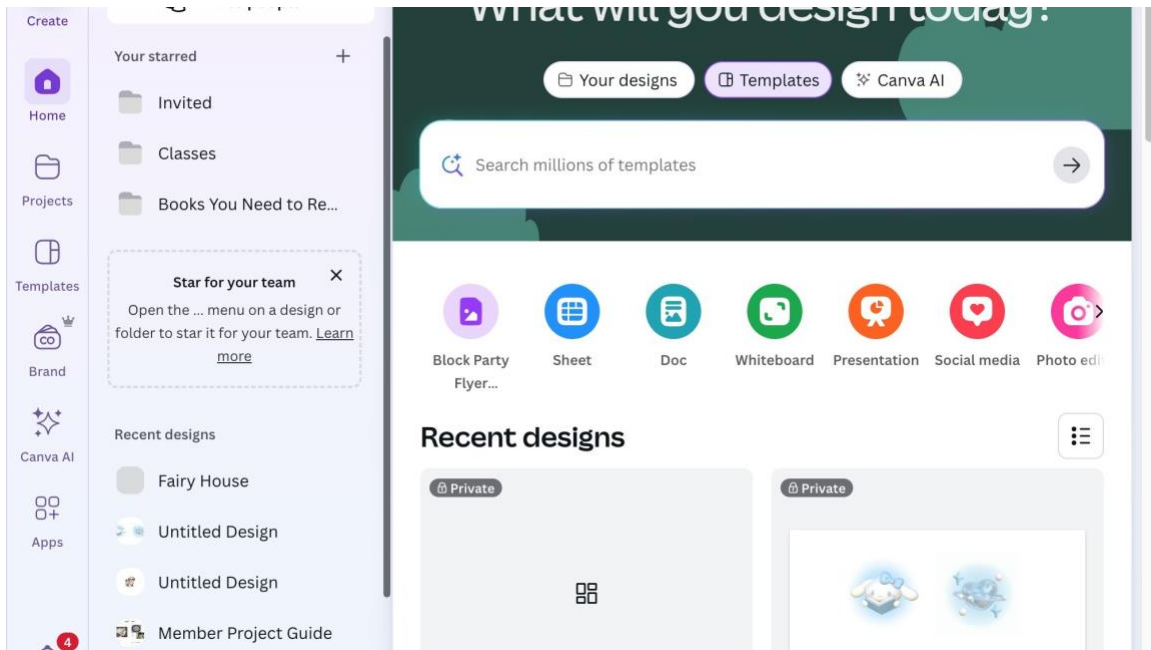 Create
Home
Projects
Templates
Brand
Canva AI
Apps
4
Your starred
Invited
Classes
Books You Need to Re...
Star for your team
Open the ... menu on a design or
folder to star it for your team. Learn
more
Recent designs
Fairy House
Untitled Design
Untitled Design
Member Project Guide
What will you design today?
Your designs
Templates
Canva AI
Search millions of templates
Block Party
Flyer...
Sheet
Doc
Whiteboard
Presentation
Social media
Photo edi
Recent designs
Private
Private